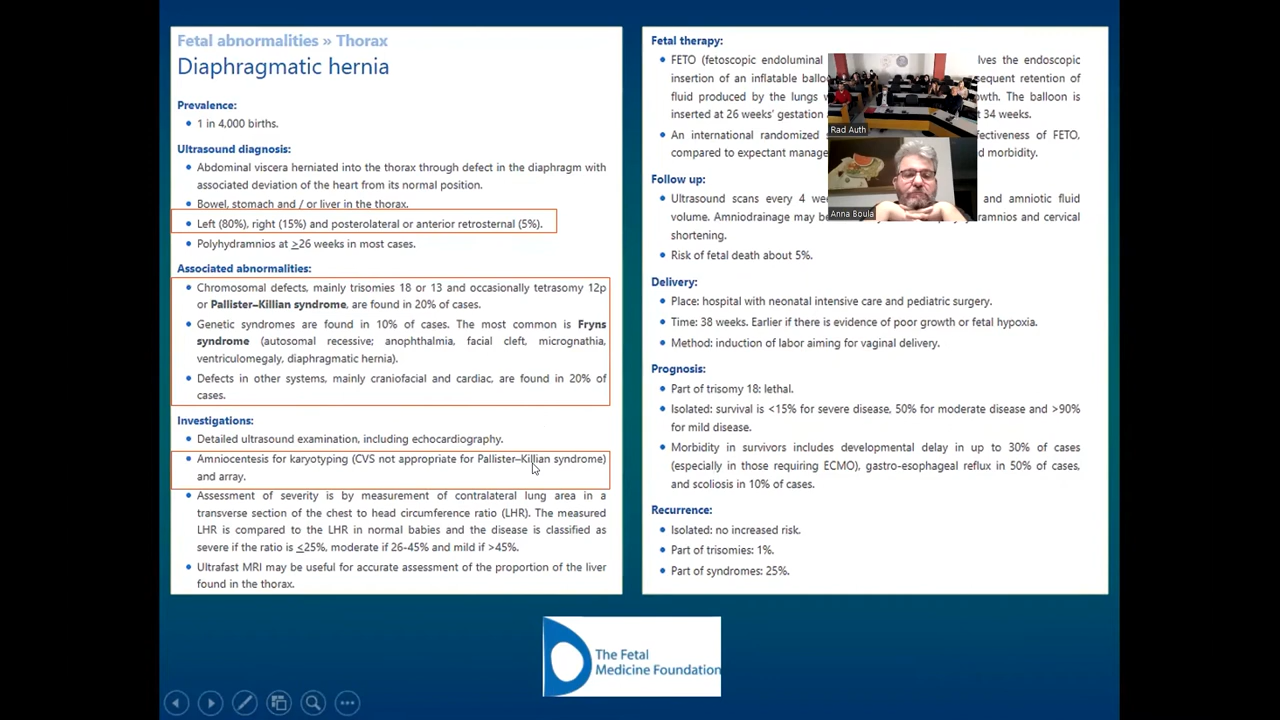 Fetal abnormalities » Thorax
Diaphragmatic hernia
Prevalence:
• 1 in 4,000 births.
Ultrasound diagnosis:
• Abdominal viscera herniated into the thorax through defect in the diaphragm with
associated deviation of the heart from its normal position.
• Bowel, stomach and / or liver in the thorax.
• Left (80%), right (15%) and posterolateral or anterior retrosternal (5%).
• Polyhydramnios at ≥26 weeks in most cases.
Associated abnormalities:
• Chromosomal defects, mainly trisomies 18 or 13 and occasionally tetrasomy 12p
or Pallister–Killian syndrome, are found in 20% of cases.
• Genetic syndromes are found in 10% of cases. The most common is Fryns
syndrome (autosomal recessive; anophthalmia, facial cleft, micrognathia,
ventriculomegaly, diaphragmatic hernia).
• Defects in other systems, mainly craniofacial and cardiac, are found in 20% of
cases.
Investigations:
• Detailed ultrasound examination, including echocardiography.
• Amniocentesis for karyotyping (CVS not appropriate for Pallister–Killian syndrome)
and array.
• Assessment of severity is by measurement of contralateral lung area in a
transverse section of the chest to head circumference ratio (LHR). The measured
LHR is compared to the LHR in normal babies and the disease is classified as
severe if the ratio is ≤25%, moderate if 26-45% and mild if >45%.
• Ultrafast MRI may be useful for accurate assessment of the proportion of the liver
found in the thorax.
Fetal therapy:
• FETO (fetoscopic endoluminal lves the endoscopic
insertion of an inflatable sequent retention of
fluid produced by the lungs The balloon is
inserted at 26 weeks' gestation at 34 weeks.
• An international randomized of FETO,
compared to expectant morbidity.
Follow up:
• Ultrasound scans every 4 and amniotic fluid
volume. Amniodrainage may and cervical
shortening.
• Risk of fetal death about 5%.
Delivery:
• Place: hospital with neonatal intensive care and pediatric surgery.
• Time: 38 weeks. Earlier if there is evidence of poor growth or fetal hypoxia.
• Method: induction of labor aiming for vaginal delivery.
Prognosis:
• Part of trisomy 18: lethal.
• Isolated: survival is <15% for severe disease, 50% for moderate disease and >90%
for mild disease.
• Morbidity in survivors includes developmental delay in up to 30% of cases
(especially in those requiring ECMO), gastro-esophageal reflux in 50% of cases,
and scoliosis in 10% of cases.
Recurrence:
• Isolated: no increased risk.
• Part of trisomies: 1%.
• Part of syndromes: 25%.
Rad Auth
Anna Boula
The Fetal
Medicine Foundation